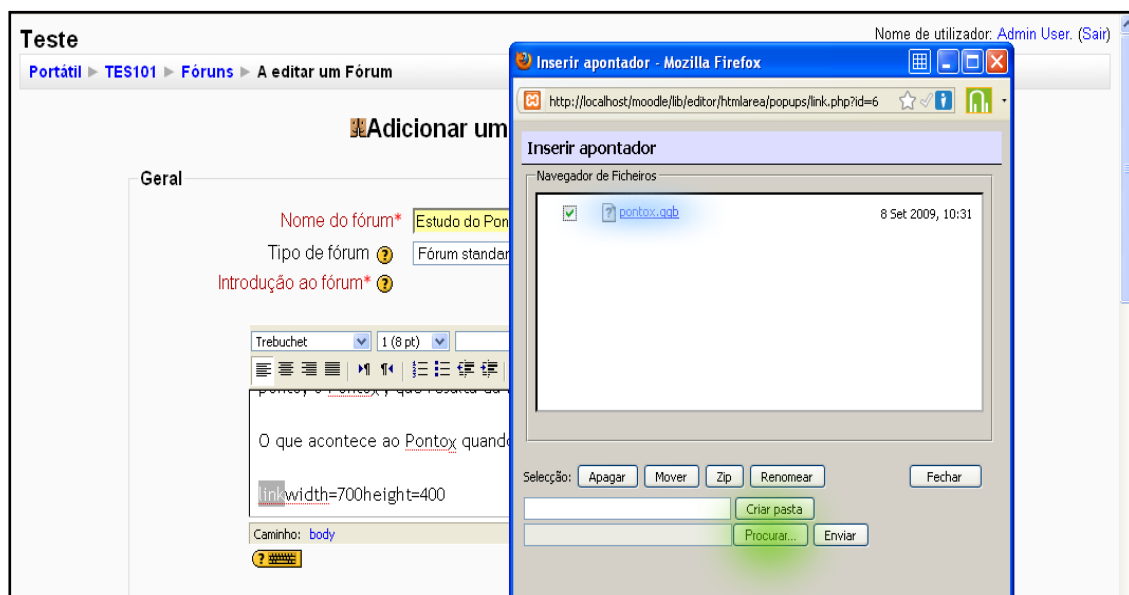 Teste
Nome de utilizador: Admin User. (Sair)
Portátil ► TES101 ► Fóruns ► A editar um Fórum
Adicionar um
Geral
Nome do fórum* Estudo do Pon
Tipo de fórum Fórum standar
Introdução ao fórum*
Trebuchet 1 (8 pt)
O que acontece ao Pontox quando
linkwidth=700height=400
Caminho: body
Inserir apontador - Mozilla Firefox
http://localhost/moodle/lib/editor/htmlarea/popups/link.php?id=6
Inserir apontador
Navegador de Ficheiros
pontox.ggb 8 Set 2009, 10:31
Selecção: Apagar Mover Zip Renomear Fechar
Criar pasta
Procurar... Enviar